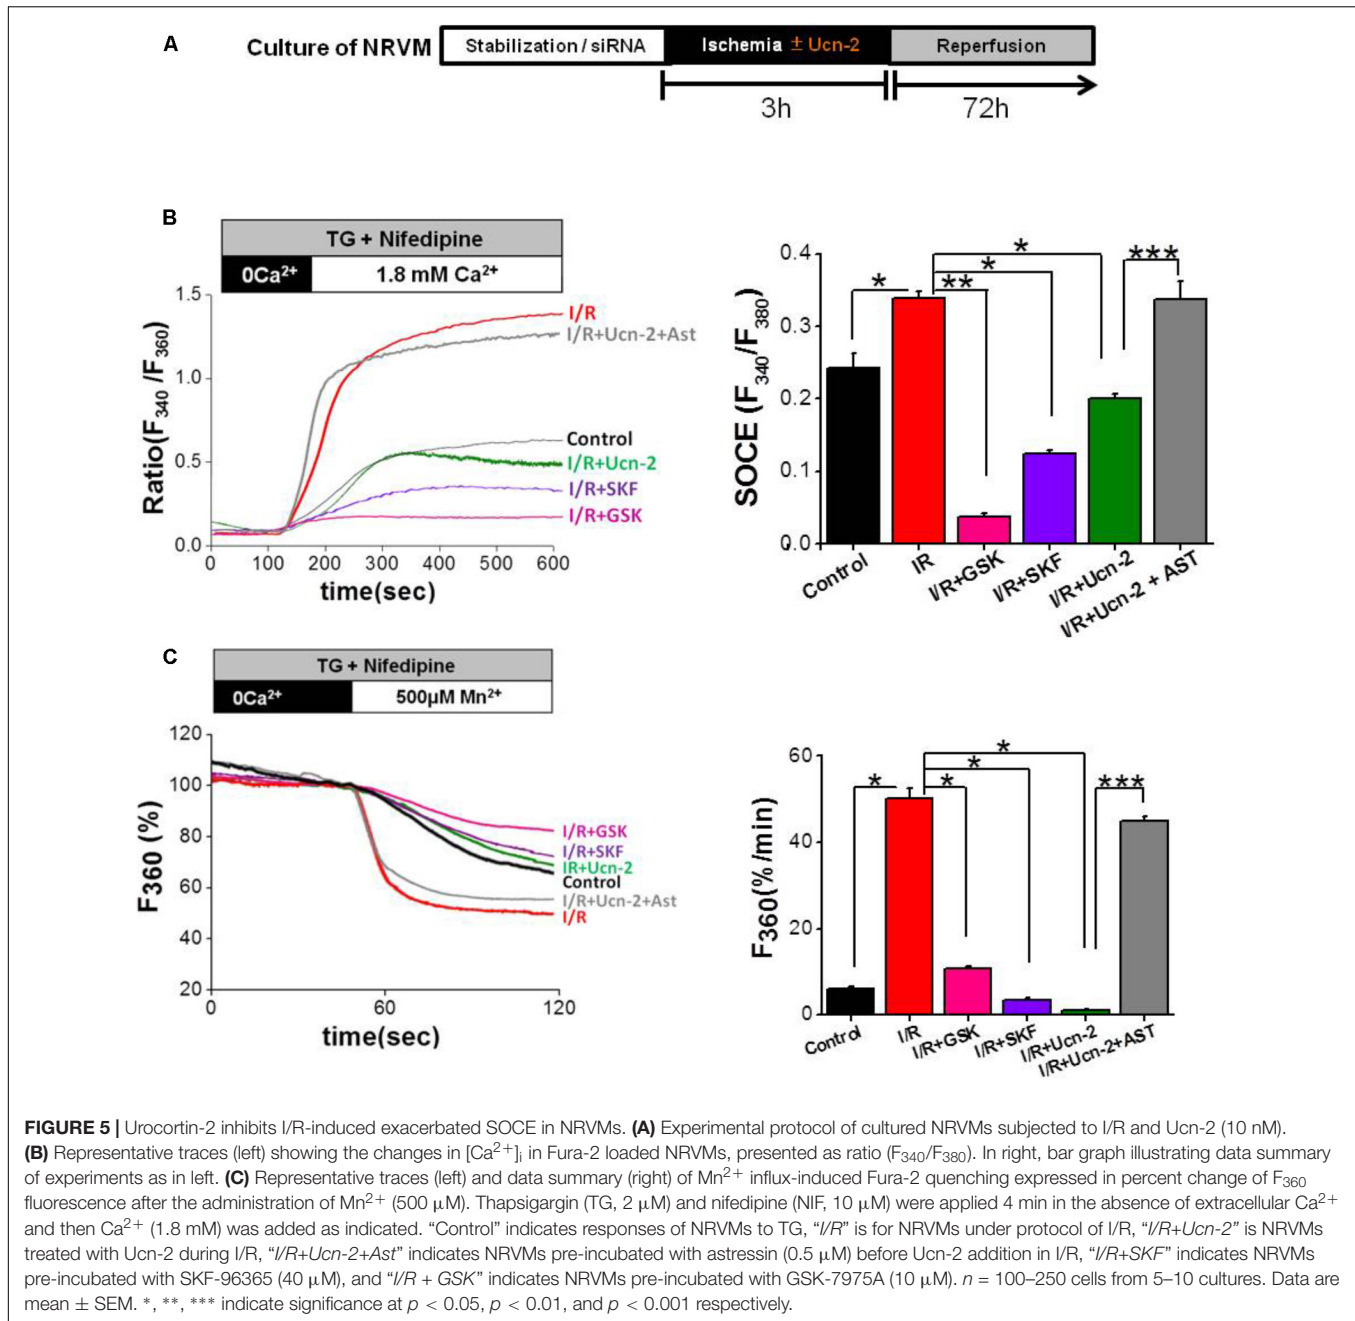 A
Culture of NRVM
Stabilization / siRNA
Ischemia ± Ucn-2
Reperfusion
3h
72h
B
TG + Nifedipine
0Ca²⁺
1.8 mM Ca²⁺
Ratio(F₃₄₀ /F₃₆₀)
1.5
1.0
0.5
0.0
0 100 200 300 400 500 600
time(sec)
I/R
I/R+Ucn-2+Ast
Control
I/R+Ucn-2
I/R+SKF
I/R+GSK
SOCE (F₃₄₀/F₃₈₀)
0.4
0.3
0.2
0.1
0.0
* ** * * ***
Control
IR
I/R+GSK
I/R+SKF
I/R+Ucn-2
I/R+Ucn-2 + AST
C
TG + Nifedipine
0Ca²⁺
500µM Mn²⁺
F360 (%)
120
100
80
60
40
20
0 60 120
time(sec)
I/R+GSK
I/R+SKF
IR+Ucn-2
Control
I/R+Ucn-2+Ast
I/R
F₃₆₀(%/min)
60
40
20
0
* * * * ***
Control
I/R
I/R+GSK
I/R+SKF
I/R+Ucn-2
I/R+Ucn-2+AST
FIGURE 5 | Urocortin-2 inhibits I/R-induced exacerbated SOCE in NRVMs. (A) Experimental protocol of cultured NRVMs subjected to I/R and Ucn-2 (10 nM).
(B) Representative traces (left) showing the changes in [Ca²⁺]ᵢ in Fura-2 loaded NRVMs, presented as ratio (F₃₄₀/F₃₈₀). In right, bar graph illustrating data summary
of experiments as in left. (C) Representative traces (left) and data summary (right) of Mn²⁺ influx-induced Fura-2 quenching expressed in percent change of F₃₆₀
fluorescence after the administration of Mn²⁺ (500 µM). Thapsigargin (TG, 2 µM) and nifedipine (NIF, 10 µM) were applied 4 min in the absence of extracellular Ca²⁺
and then Ca²⁺ (1.8 mM) was added as indicated. “Control” indicates responses of NRVMs to TG, “I/R” is for NRVMs under protocol of I/R, “I/R+Ucn-2” is NRVMs
treated with Ucn-2 during I/R, “I/R+Ucn-2+Ast” indicates NRVMs pre-incubated with astressin (0.5 µM) before Ucn-2 addition in I/R, “I/R+SKF” indicates NRVMs
pre-incubated with SKF-96365 (40 µM), and “I/R + GSK” indicates NRVMs pre-incubated with GSK-7975A (10 µM). n = 100–250 cells from 5–10 cultures. Data are
mean ± SEM. *, **, *** indicate significance at p < 0.05, p < 0.01, and p < 0.001 respectively.